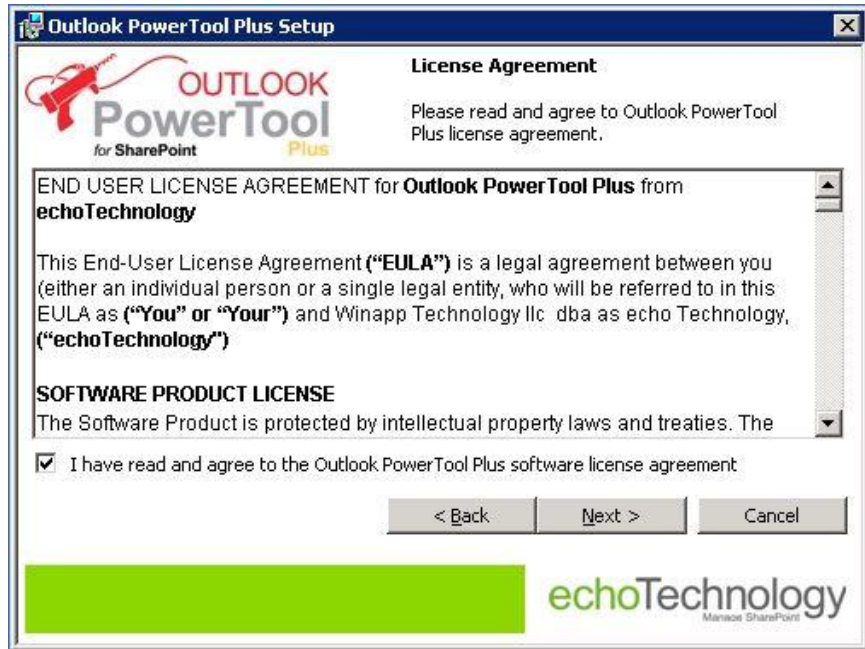 Outlook PowerTool Plus Setup
OUTLOOK
PowerTool
for SharePoint Plus
License Agreement
Please read and agree to Outlook PowerTool
Plus license agreement.
END USER LICENSE AGREEMENT for Outlook PowerTool Plus from
echoTechnology
This End-User License Agreement (“EULA”) is a legal agreement between you
(either an individual person or a single legal entity, who will be referred to in this
EULA as (“You” or “Your”) and Winapp Technology llc dba as echo Technology,
(“echoTechnology”)
SOFTWARE PRODUCT LICENSE
The Software Product is protected by intellectual property laws and treaties. The
I have read and agree to the Outlook PowerTool Plus software license agreement
< Back
Next >
Cancel
echoTechnology
Manage SharePoint